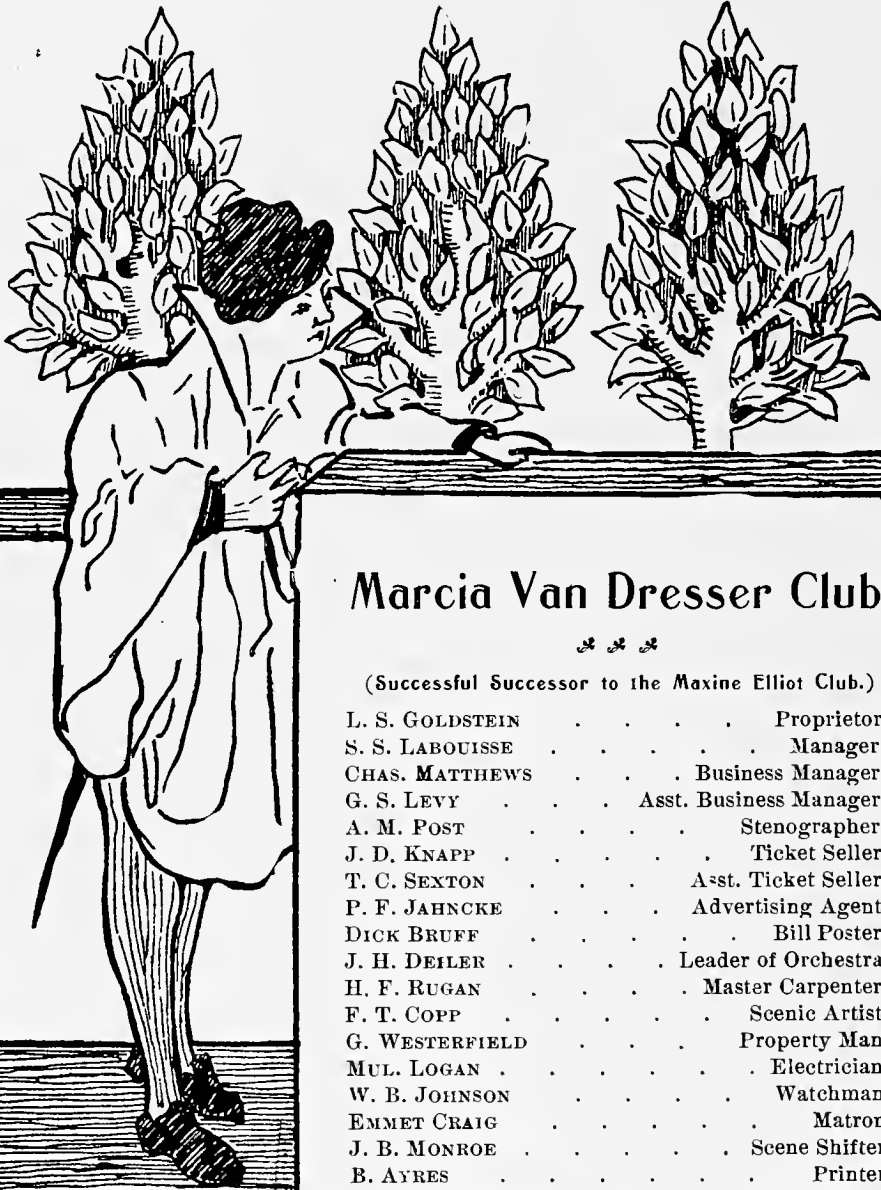 Marcia Van Dresser Club
(Successful Successor to the Maxine Elliot Club.)
L. S. GOLDSTEIN . . . . Proprietor
S. S. LABOUISSE . . . . . Manager
CHAS. MATTHEWS . . . Business Manager
G. S. LEVY . . . Asst. Business Manager
A. M. POST . . . . Stenographer
J. D. KNAPP . . . . . Ticket Seller
T. C. SEXTON . . . Asst. Ticket Seller
P. F. JAHNCKE . . . Advertising Agent
DICK BRUFF . . . . . Bill Poster
J. H. DEILER . . . . Leader of Orchestra
H. F. RUGAN . . . . Master Carpenter
F. T. COPP . . . . . Scenic Artist
G. WESTERFIELD . . . Property Man
MUL. LOGAN . . . . . . Electrician
W. B. JOHNSON . . . . Watchman
EMMET CRAIG . . . . . Matron
J. B. MONROE . . . . . Scene Shifter
B. AYRES . . . . . . Printer